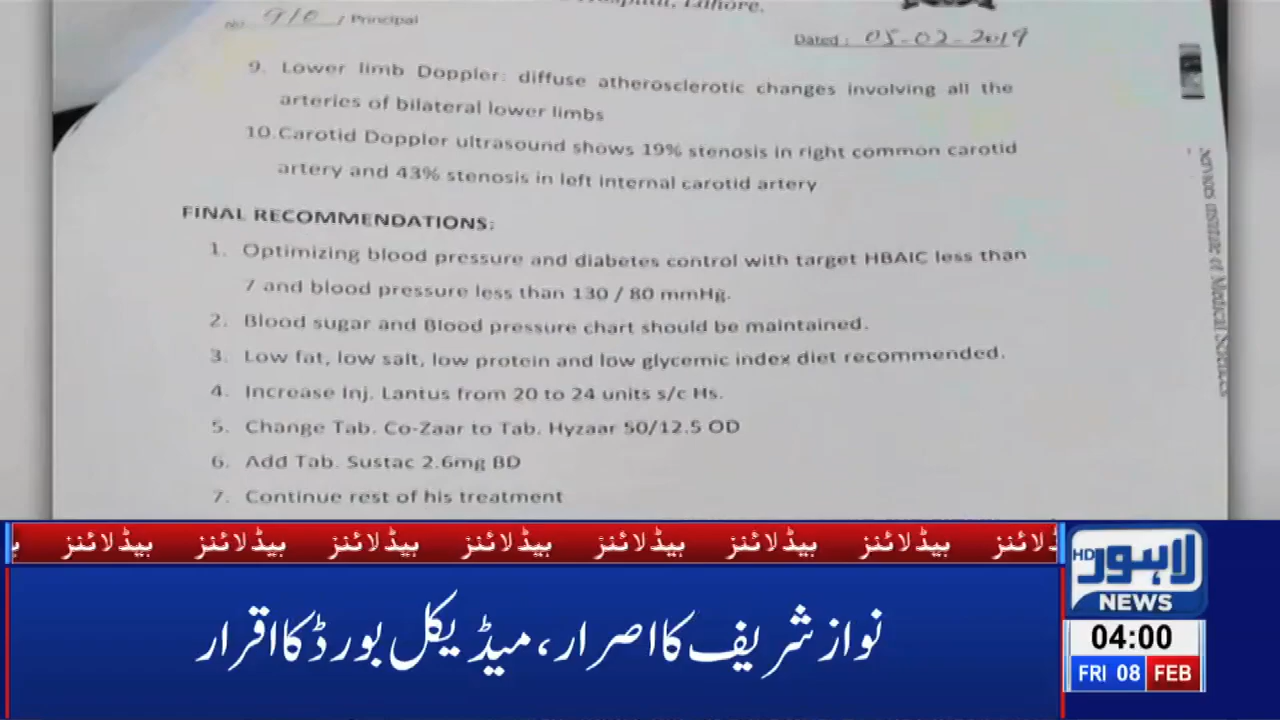 Hospital, Lahore.
No. 910 / Principal
Dated : 05-02-2019
9. Lower limb Doppler: diffuse atherosclerotic changes involving all the
arteries of bilateral lower limbs
10. Carotid Doppler ultrasound shows 19% stenosis in right common carotid
artery and 43% stenosis in left internal carotid artery
FINAL RECOMMENDATIONS:
1. Optimizing blood pressure and diabetes control with target HBAIC less than
7 and blood pressure less than 130 / 80 mmHg.
2. Blood sugar and Blood pressure chart should be maintained.
3. Low fat, low salt, low protein and low glycemic index diet recommended.
4. Increase Inj. Lantus from 20 to 24 units s/c Hs.
5. Change Tab. Co-Zaar to Tab. Hyzaar 50/12.5 OD
6. Add Tab. Sustac 2.6mg BD
7. Continue rest of his treatment
Services Institute of Medical Sciences
ہیڈلائنز ہیڈلائنز ہیڈلائنز ہیڈلائنز ہیڈلائنز ہیڈلائنز ہیڈلائنز
نواز شریف کا اصرار، میڈیکل بورڈ کا اقرار
لاہور HD
NEWS
04:00
FRI 08 FEB